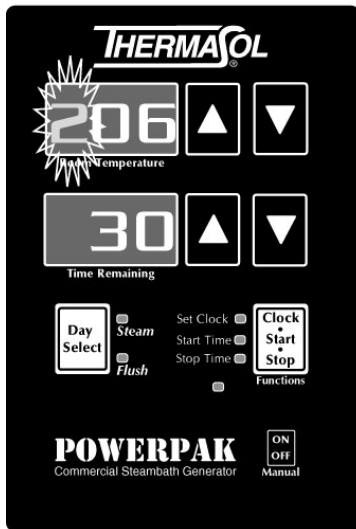 THERMASOL
®
206
Room Temperature
30
Time Remaining
Day
Select
Steam
Flush
Set Clock
Start Time
Stop Time
Clock
•
Start
•
Stop
Functions
POWERPAK
Commercial Steambath Generator
ON
OFF
Manual